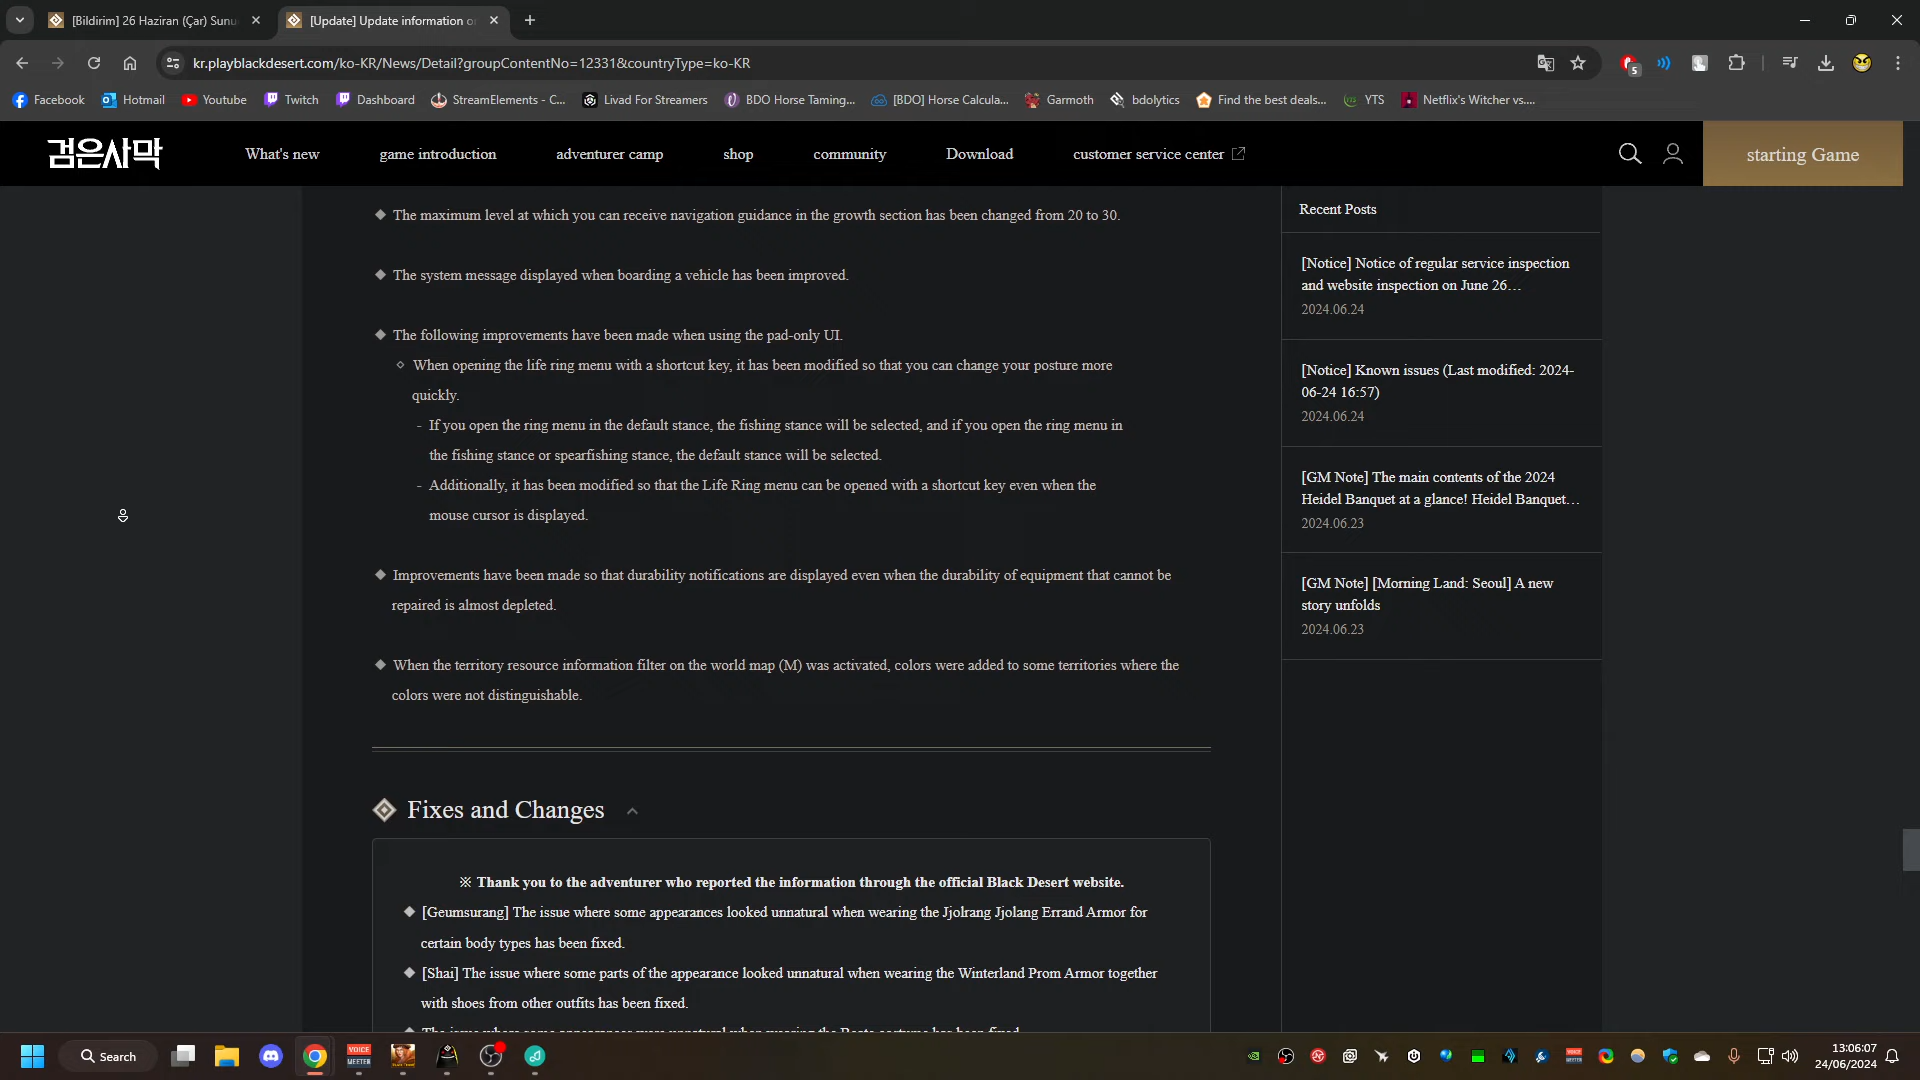 [Bildirim] 26 Haziran (Çar) Sunu
[Update] Update information o
kr.playblackdesert.com/ko-KR/News/Detail?groupContentNo=12331&countryType=ko-KR
5
Facebook
Hotmail
Youtube
Twitch
Dashboard
StreamElements - C...
Livad For Streamers
BDO Horse Taming...
[BDO] Horse Calcula...
Garmoth
bdolytics
Find the best deals...
YTS
Netflix's Witcher vs....
검은사막
What's new
game introduction
adventurer camp
shop
community
Download
customer service center
starting Game
The maximum level at which you can receive navigation guidance in the growth section has been changed from 20 to 30.
The system message displayed when boarding a vehicle has been improved.
The following improvements have been made when using the pad-only UI.
When opening the life ring menu with a shortcut key, it has been modified so that you can change your posture more
quickly.
- If you open the ring menu in the default stance, the fishing stance will be selected, and if you open the ring menu in
the fishing stance or spearfishing stance, the default stance will be selected.
- Additionally, it has been modified so that the Life Ring menu can be opened with a shortcut key even when the
mouse cursor is displayed.
Improvements have been made so that durability notifications are displayed even when the durability of equipment that cannot be
repaired is almost depleted.
When the territory resource information filter on the world map (M) was activated, colors were added to some territories where the
colors were not distinguishable.
Fixes and Changes
※ Thank you to the adventurer who reported the information through the official Black Desert website.
[Geumsurang] The issue where some appearances looked unnatural when wearing the Jjolrang Jjolang Errand Armor for
certain body types has been fixed.
[Shai] The issue where some parts of the appearance looked unnatural when wearing the Winterland Prom Armor together
with shoes from other outfits has been fixed.
Recent Posts
[Notice] Notice of regular service inspection
and website inspection on June 26...
2024.06.24
[Notice] Known issues (Last modified: 2024-
06-24 16:57)
2024.06.24
[GM Note] The main contents of the 2024
Heidel Banquet at a glance! Heidel Banquet...
2024.06.23
[GM Note] [Morning Land: Seoul] A new
story unfolds
2024.06.23
Search
VOICE
MEETER
13:06:07
24/06/2024